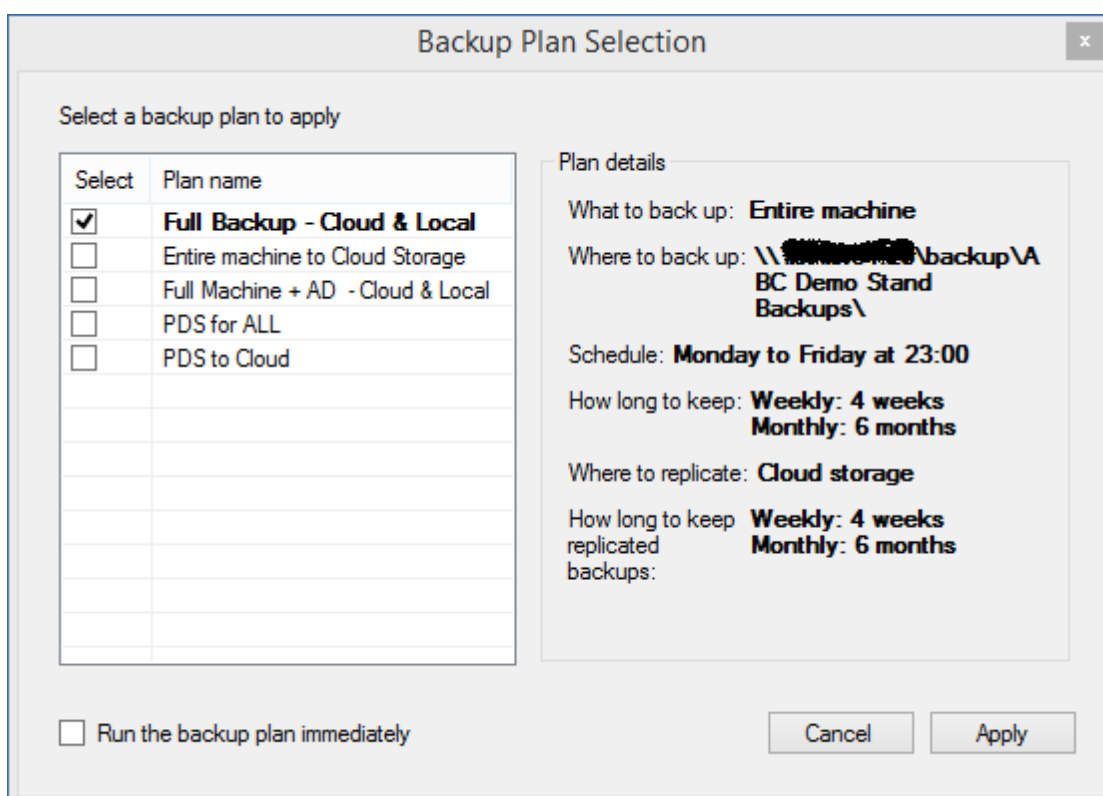 Backup Plan Selection
x
Select a backup plan to apply
Select Plan name
Full Backup - Cloud & Local
Entire machine to Cloud Storage
Full Machine + AD - Cloud & Local
PDS for ALL
PDS to Cloud
Plan details
What to back up: Entire machine
Where to back up: \\ \backup\A
BC Demo Stand
Backups\
Schedule: Monday to Friday at 23:00
How long to keep: Weekly: 4 weeks
Monthly: 6 months
Where to replicate: Cloud storage
How long to keep Weekly: 4 weeks
replicated Monthly: 6 months
backups:
Run the backup plan immediately
Cancel Apply